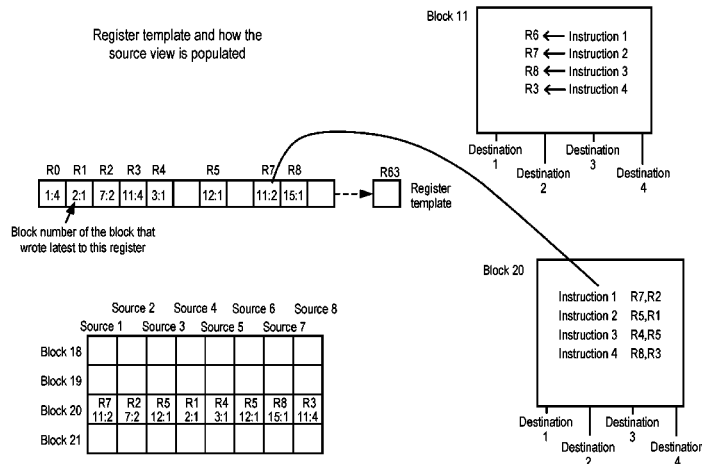 Register template and how the
source view is populated
Block 11
R6 ← Instruction 1
R7 ← Instruction 2
R8 ← Instruction 3
R3 ← Instruction 4
Destination
1
Destination
2
Destination
3
Destination
4
R0 R1 R2 R3 R4 R5 R7 R8 R63
1:4 2:1 7:2 11:4 3:1 12:1 11:2 15:1
Register
template
Block number of the block that
wrote latest to this register
Block 20
Instruction 1 R7,R2
Instruction 2 R5,R1
Instruction 3 R4,R5
Instruction 4 R8,R3
Destination
1
Destination
2
Destination
3
Destination
4
Source 2 Source 4 Source 6 Source 8
Source 1 Source 3 Source 5 Source 7
Block 18
Block 19
Block 20 R7 R2 R5 R1 R4 R5 R8 R3
11:2 7:2 12:1 2:1 3:1 12:1 15:1 11:4
Block 21